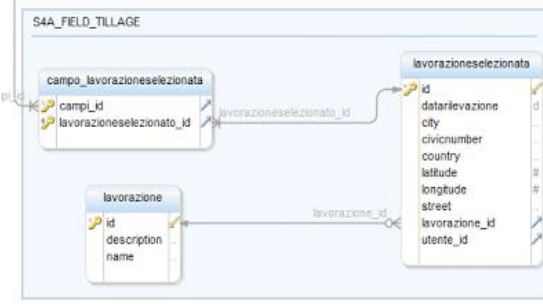 S4A_FIELD_TILLAGE
campo_lavorazioneselezionata
campi_id
lavorazioneselezionato_id
lavorazioneselezionato_id
lavorazioneselezionata
id
datarilevazione d
city
civicnumber
country
latitude #
longitude #
street
lavorazione_id
utente_id
lavorazione
id
description
name
lavorazione_id